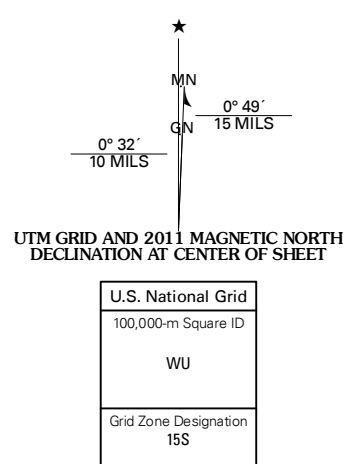 MN
0° 49´
15 MILS
GN
0° 32´
10 MILS
UTM GRID AND 2011 MAGNETIC NORTH
DECLINATION AT CENTER OF SHEET
U.S. National Grid
100,000-m Square ID
WU
Grid Zone Designation
15S